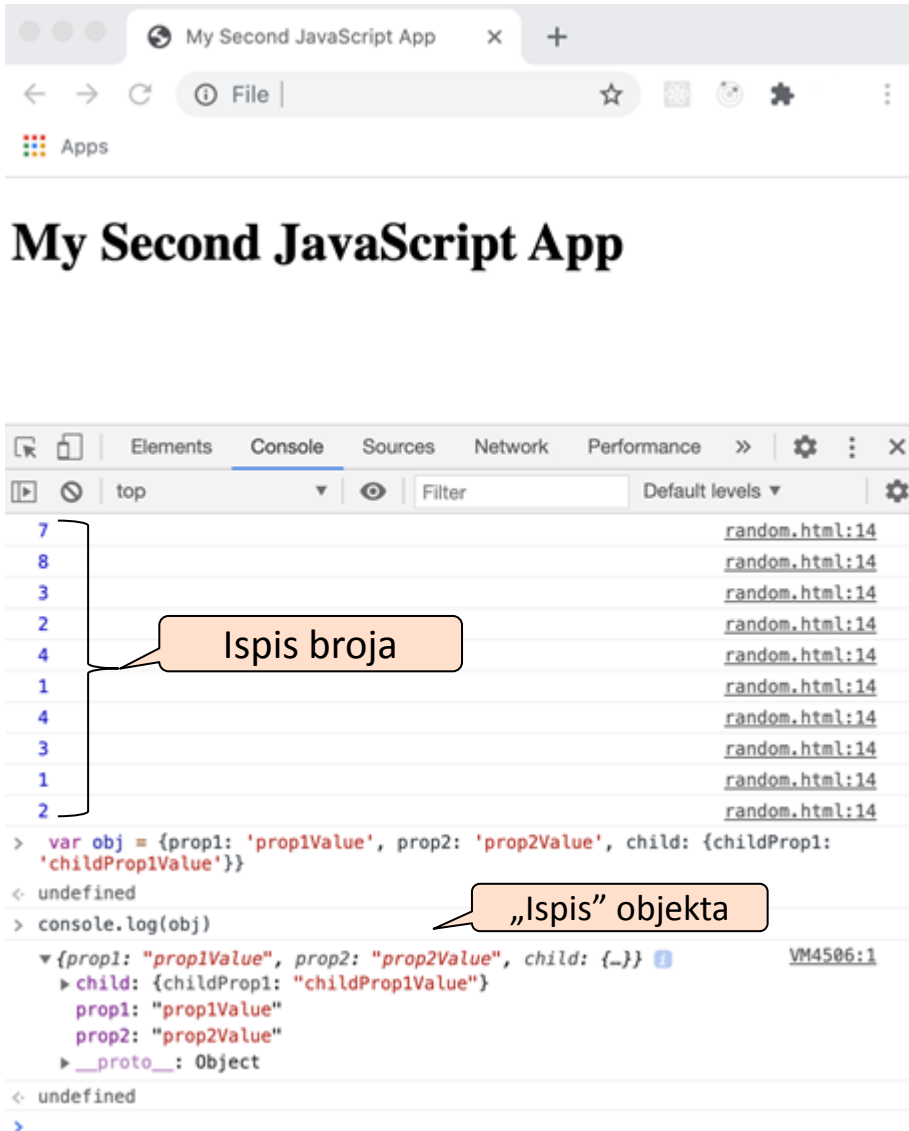 My Second JavaScript App
File
Apps
My Second JavaScript App
Elements Console Sources Network Performance »
top Filter Default levels ▼
7 random.html:14
8 random.html:14
3 random.html:14
2 random.html:14
Ispis broja
4 random.html:14
1 random.html:14
4 random.html:14
3 random.html:14
1 random.html:14
2 random.html:14
> var obj = {prop1: 'prop1Value', prop2: 'prop2Value', child: {childProp1:
'childProp1Value'}}
undefined
„Ispis” objekta
> console.log(obj)
▼{prop1: "prop1Value", prop2: "prop2Value", child: {…}} i VM4506:1
▶child: {childProp1: "childProp1Value"}
prop1: "prop1Value"
prop2: "prop2Value"
▶__proto__: Object
undefined
>